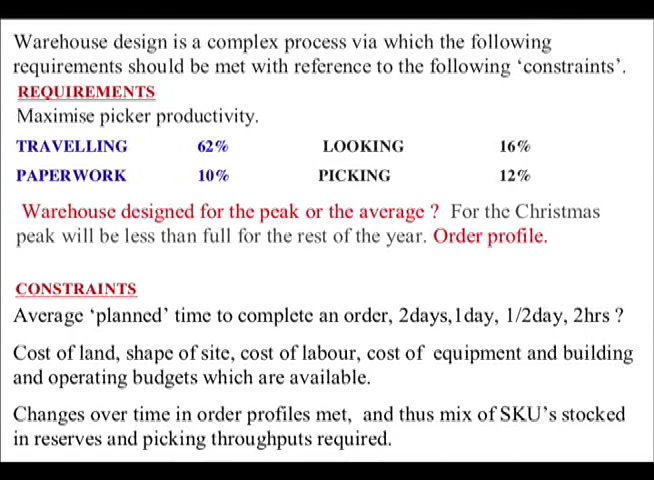 Warehouse design is a complex process via which the following
requirements should be met with reference to the following ‘constraints’.
REQUIREMENTS
Maximise picker productivity.
TRAVELLING 62% LOOKING 16%
PAPERWORK 10% PICKING 12%
Warehouse designed for the peak or the average ? For the Christmas
peak will be less than full for the rest of the year. Order profile.
CONSTRAINTS
Average ‘planned’ time to complete an order, 2days,1day, 1/2day, 2hrs ?
Cost of land, shape of site, cost of labour, cost of equipment and building
and operating budgets which are available.
Changes over time in order profiles met, and thus mix of SKU’s stocked
in reserves and picking throughputs required.